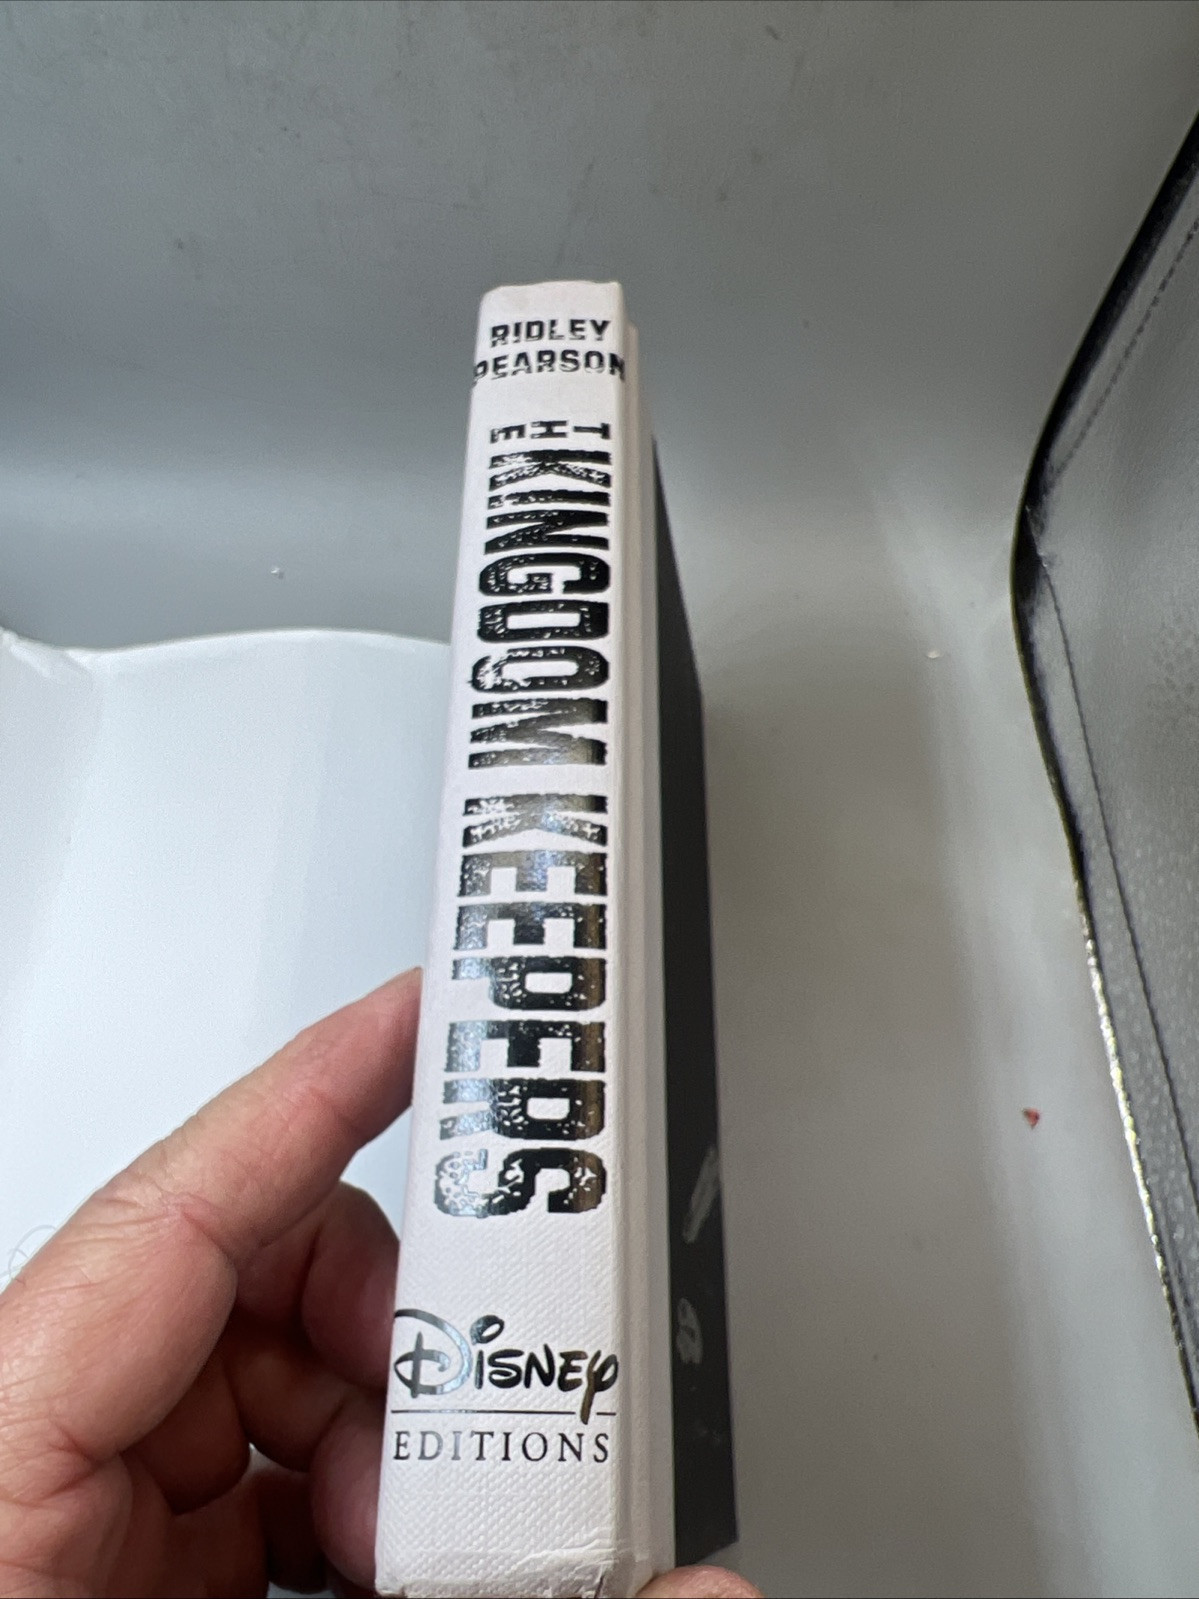 RIDLEY
PEARSON
THE
KINGDOM KEEPERS
DISNEY
EDITIONS